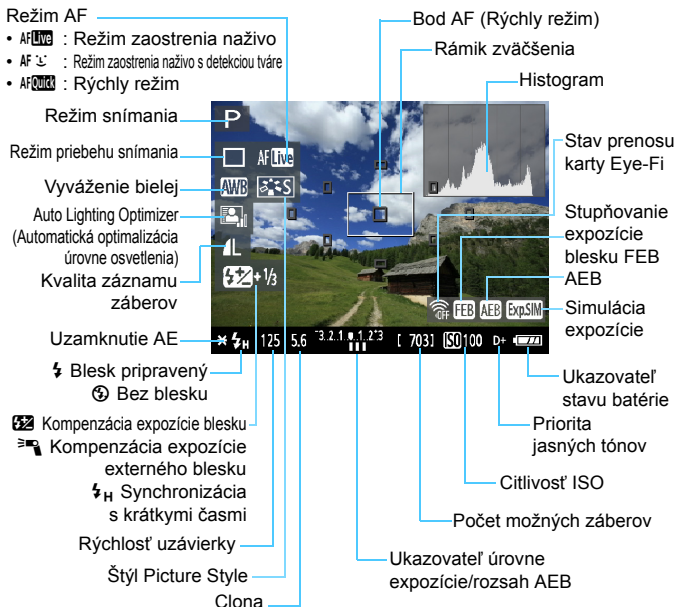 Režim AF
• AF Live : Režim zaostrenia naživo
• AF : Režim zaostrenia naživo s detekciou tváre
• AF Quick : Rýchly režim
Režim snímania
Režim priebehu snímania
Vyváženie bielej
Auto Lighting Optimizer
(Automatická optimalizácia
úrovne osvetlenia)
Kvalita záznamu
záberov
Uzamknutie AE
Blesk pripravený
Bez blesku
Kompenzácia expozície blesku
Kompenzácia expozície
externého blesku
H Synchronizácia
s krátkymi časmi
Rýchlosť uzávierky
Štýl Picture Style
Clona
Bod AF (Rýchly režim)
Rámik zväčšenia
Histogram
Stav prenosu
karty Eye-Fi
Stupňovanie
expozície
blesku FEB
AEB
Simulácia
expozície
Ukazovateľ
stavu batérie
Priorita
jasných tónov
Citlivosť ISO
Počet možných záberov
Ukazovateľ úrovne
expozície/rozsah AEB
P
AF Live
AWB S
L
+1/3
OFF FEB AEB Exp.SIM
H 125 5.6 -3..2..1..0..1..2.+3 [ 703] ISO 100 D+